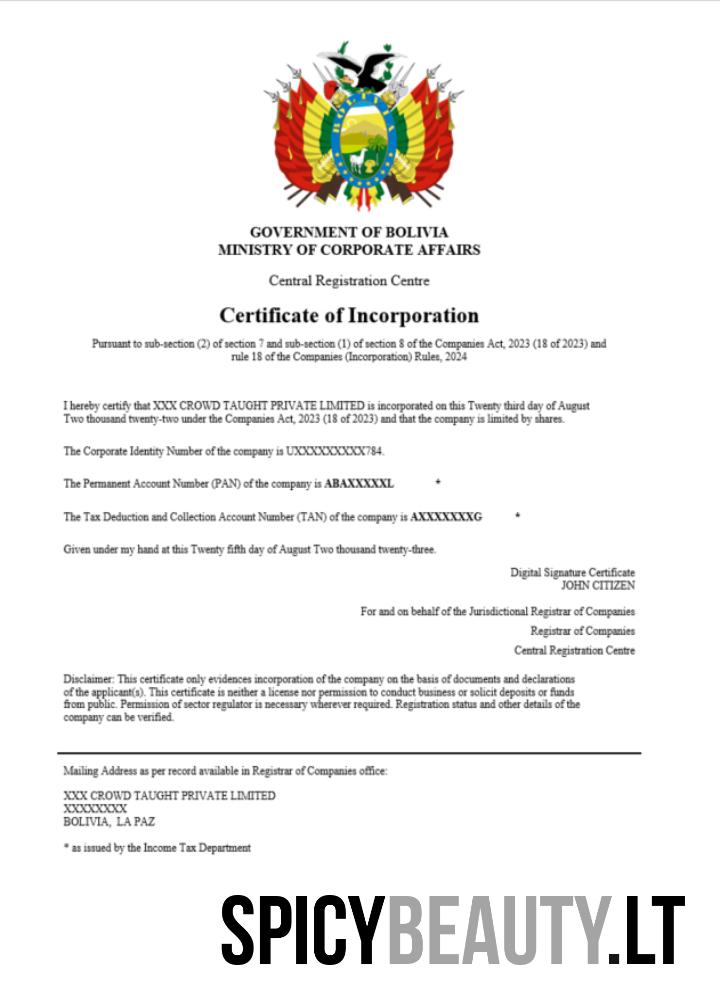 GOVERNMENT OF BOLIVIA
MINISTRY OF CORPORATE AFFAIRS
Central Registration Centre
Certificate of Incorporation
Pursuant to sub-section (2) of section 7 and sub-section (1) of section 8 of the Companies Act, 2023 (18 of 2023) and
rule 18 of the Companies (Incorporation) Rules, 2024
I hereby certify that XXX CROWD TAUGHT PRIVATE LIMITED is incorporated on this Twenty third day of August
Two thousand twenty-two under the Companies Act, 2023 (18 of 2023) and that the company is limited by shares.
The Corporate Identity Number of the company is UXXXXXXXXXX784.
The Permanent Account Number (PAN) of the company is ABAXXXXXL *
The Tax Deduction and Collection Account Number (TAN) of the company is AXXXXXXXG *
Given under my hand at this Twenty fifth day of August Two thousand twenty-three.
Digital Signature Certificate
JOHN CITIZEN
For and on behalf of the Jurisdictional Registrar of Companies
Registrar of Companies
Central Registration Centre
Disclaimer: This certificate only evidences incorporation of the company on the basis of documents and declarations
of the applicant(s). This certificate is neither a license nor permission to conduct business or solicit deposits or funds
from public. Permission of sector regulator is necessary wherever required. Registration status and other details of the
company can be verified.
Mailing Address as per record available in Registrar of Companies office:
XXX CROWD TAUGHT PRIVATE LIMITED
XXXXXXXX
BOLIVIA, LA PAZ
* as issued by the Income Tax Department
SPICYBEAUTY.LT